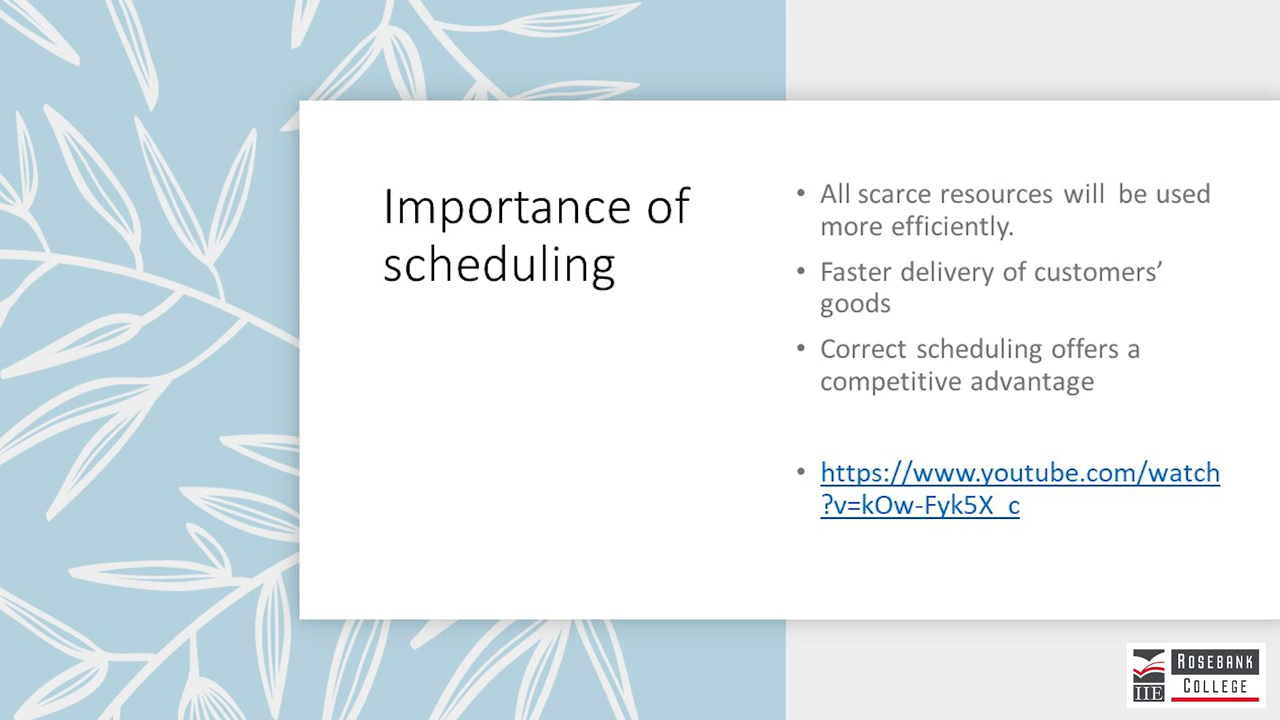 Importance of
scheduling
• All scarce resources will be used
more efficiently.
• Faster delivery of customers’
goods
• Correct scheduling offers a
competitive advantage
• https://www.youtube.com/watch
?v=kOw-Fyk5X_c
IIE
ROSEBANK
COLLEGE